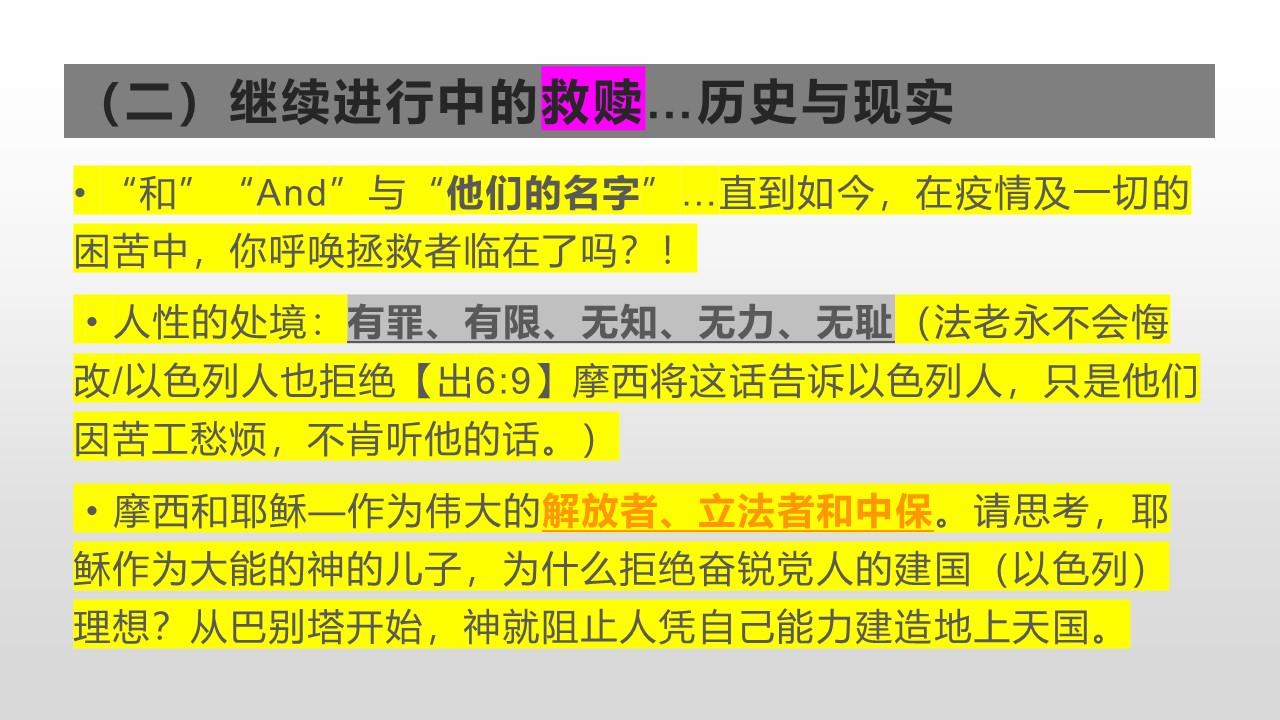 （二）继续进行中的救赎…历史与现实
• “和” “And”与“他们的名字”…直到如今，在疫情及一切的
困苦中，你呼唤拯救者临在了吗？！
• 人性的处境：有罪、有限、无知、无力、无耻（法老永不会悔
改/以色列人也拒绝【出6:9】摩西将这话告诉以色列人，只是他们
因苦工愁烦，不肯听他的话。）
• 摩西和耶稣—作为伟大的解放者、立法者和中保。请思考，耶
稣作为大能的神的儿子，为什么拒绝奋锐党人的建国（以色列）
理想？从巴别塔开始，神就阻止人凭自己能力建造地上天国。